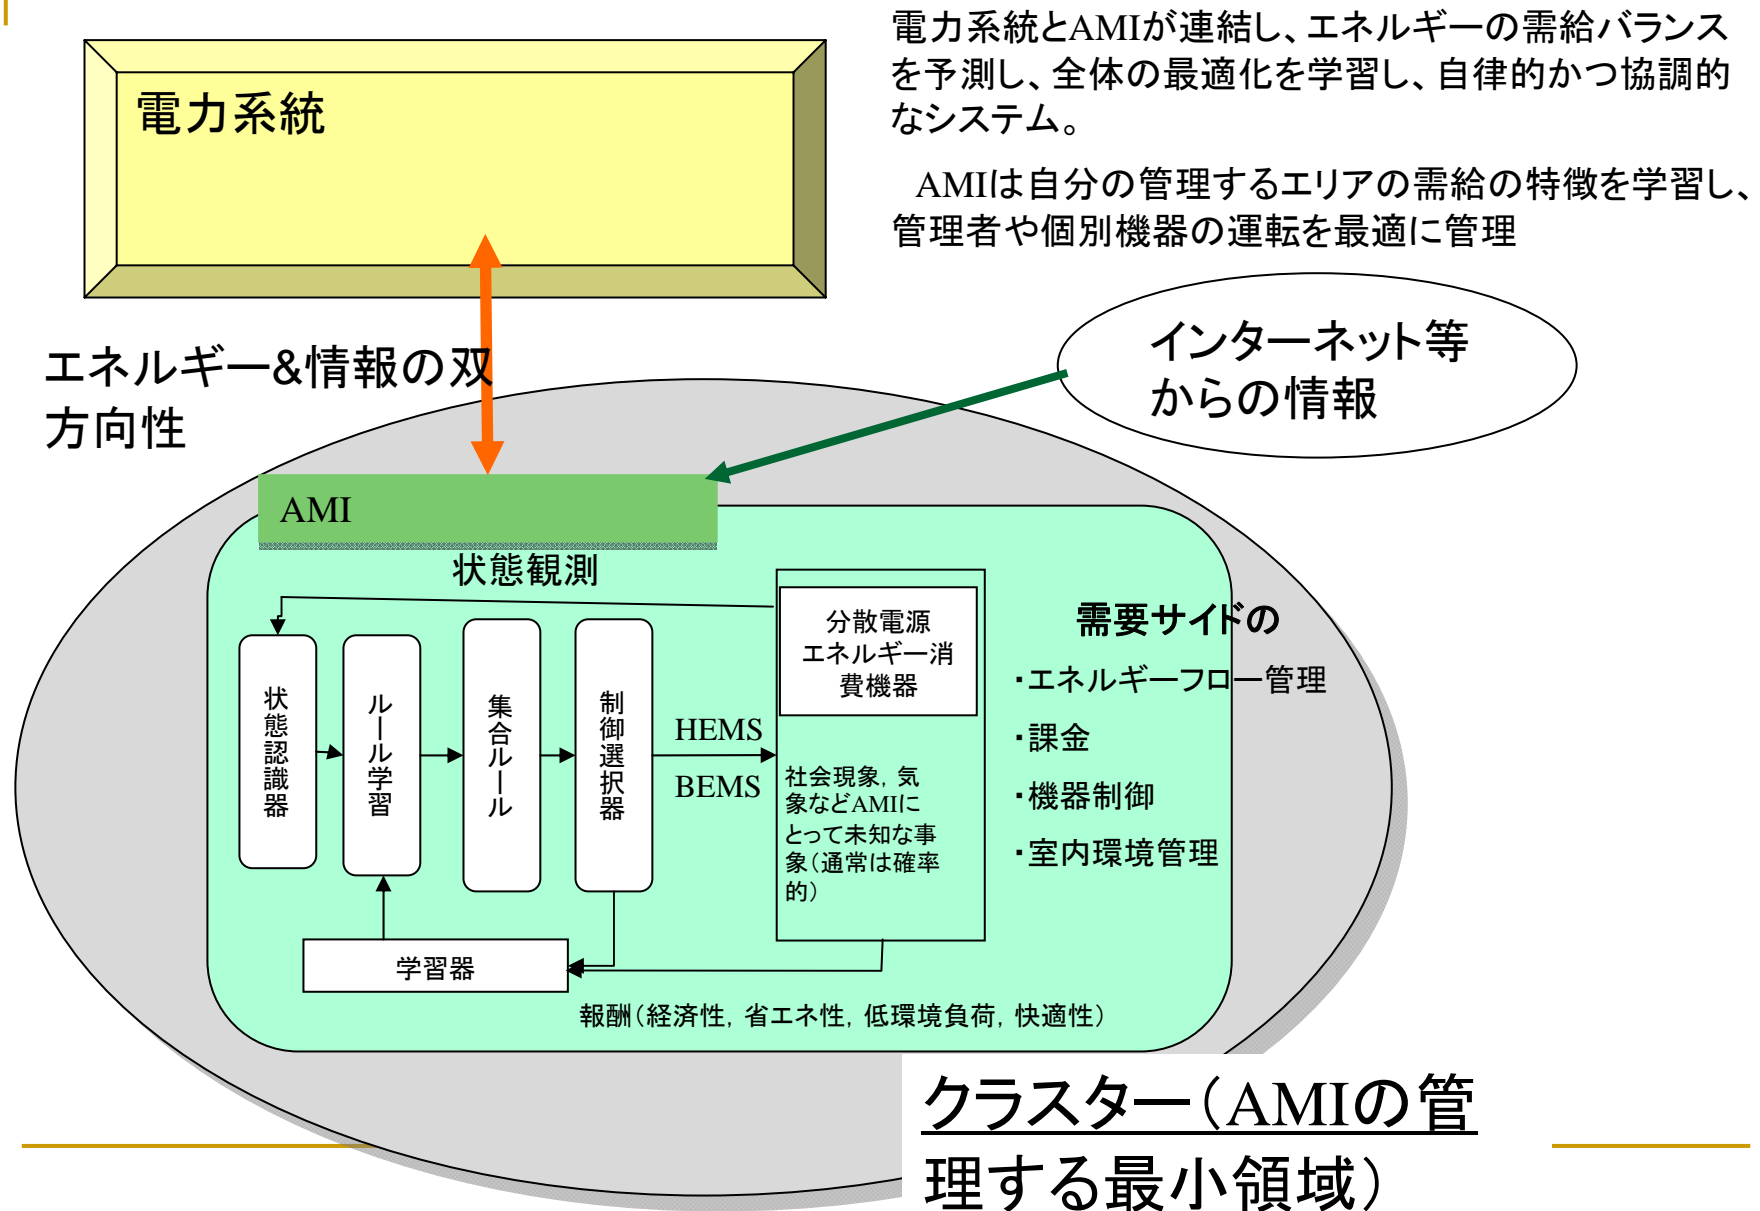 電力系統とAMIが連結し、エネルギーの需給バランス
を予測し、全体の最適化を学習し、自律的かつ協調的
なシステム。
AMIは自分の管理するエリアの需給の特徴を学習し、
管理者や個別機器の運転を最適に管理
電力系統
インターネット等
からの情報
エネルギー&情報の双
方向性
AMI
状態観測
分散電源
エネルギー消
費機器
需要サイドの
・エネルギーフロー管理
・課金
・機器制御
・室内環境管理
状態認識器
ルール学習
集合ルール
制御選択器
HEMS
BEMS
社会現象,気
象などAMIに
とって未知な事
象(通常は確率
的)
学習器
報酬(経済性,省エネ性,低環境負荷,快適性)
クラスター(AMIの管
理する最小領域)